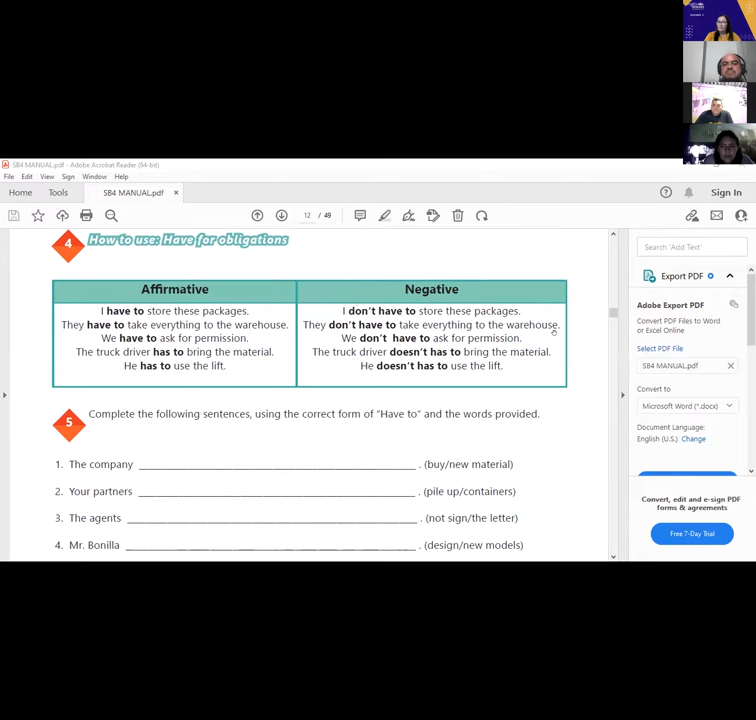 SB4 MANUAL.pdf - Adobe Acrobat Reader (64-bit)
File Edit View Sign Window Help
Home Tools SB4 MANUAL.pdf × Sign In
12 / 49
4 How to use: Have for obligations
Affirmative Negative
I have to store these packages. I don't have to store these packages.
They have to take everything to the warehouse. They don't have to take everything to the warehouse.
We have to ask for permission. We don't have to ask for permission.
The truck driver has to bring the material. The truck driver doesn't has to bring the material.
He has to use the lift. He doesn't has to use the lift.
5 Complete the following sentences, using the correct form of "Have to" and the words provided.
1. The company ______________________. (buy/new material)
2. Your partners ______________________. (pile up/containers)
3. The agents ______________________. (not sign/the letter)
4. Mr. Bonilla ______________________. (design/new models)
Search 'Add Text'
Export PDF
Adobe Export PDF
Convert PDF Files to Word
or Excel Online
Select PDF File
SB4 MANUAL.pdf ×
Convert to
Microsoft Word (*.docx)
Document Language:
English (U.S.) Change
Convert, edit and e-sign PDF
forms & agreements
Free 7-Day Trial